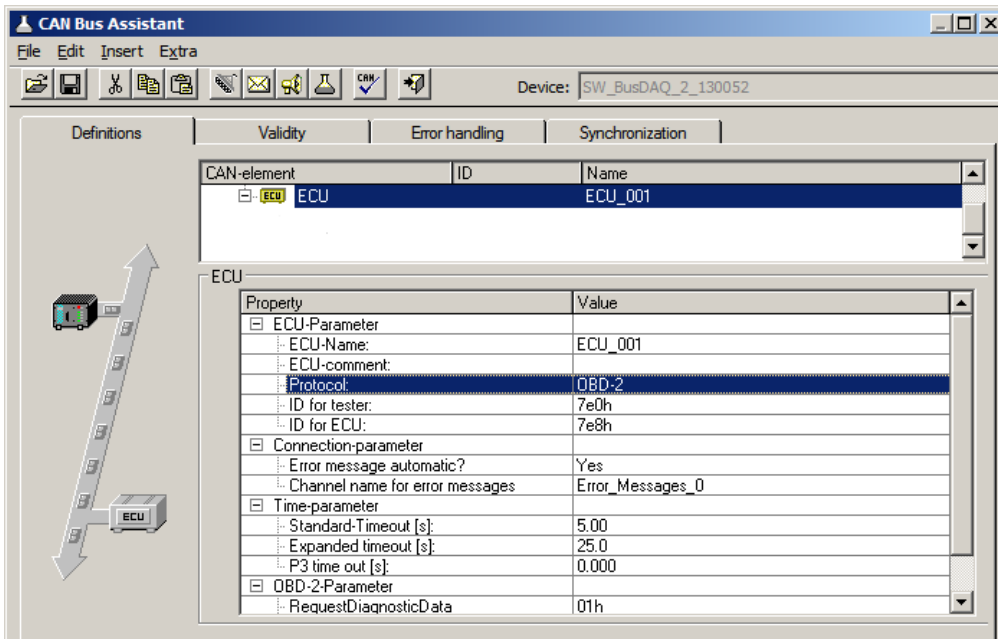 CAN Bus Assistant
File Edit Insert Extra
CAN Device: SW_BusDAQ_2_130052
Definitions Validity Error handling Synchronization
CAN-element ID Name
ECU ECU ECU_001
ECU
Property Value
ECU-Parameter
ECU-Name: ECU_001
ECU-comment:
Protocol: OBD-2
ID for tester: 7e0h
ID for ECU: 7e8h
Connection-parameter
Error message automatic? Yes
Channel name for error messages Error_Messages_0
Time-parameter
Standard-Timeout [s]: 5.00
Expanded timeout [s]: 25.0
P3 time out [s]: 0.000
OBD-2-Parameter
RequestDiagnosticData 01h
ECU